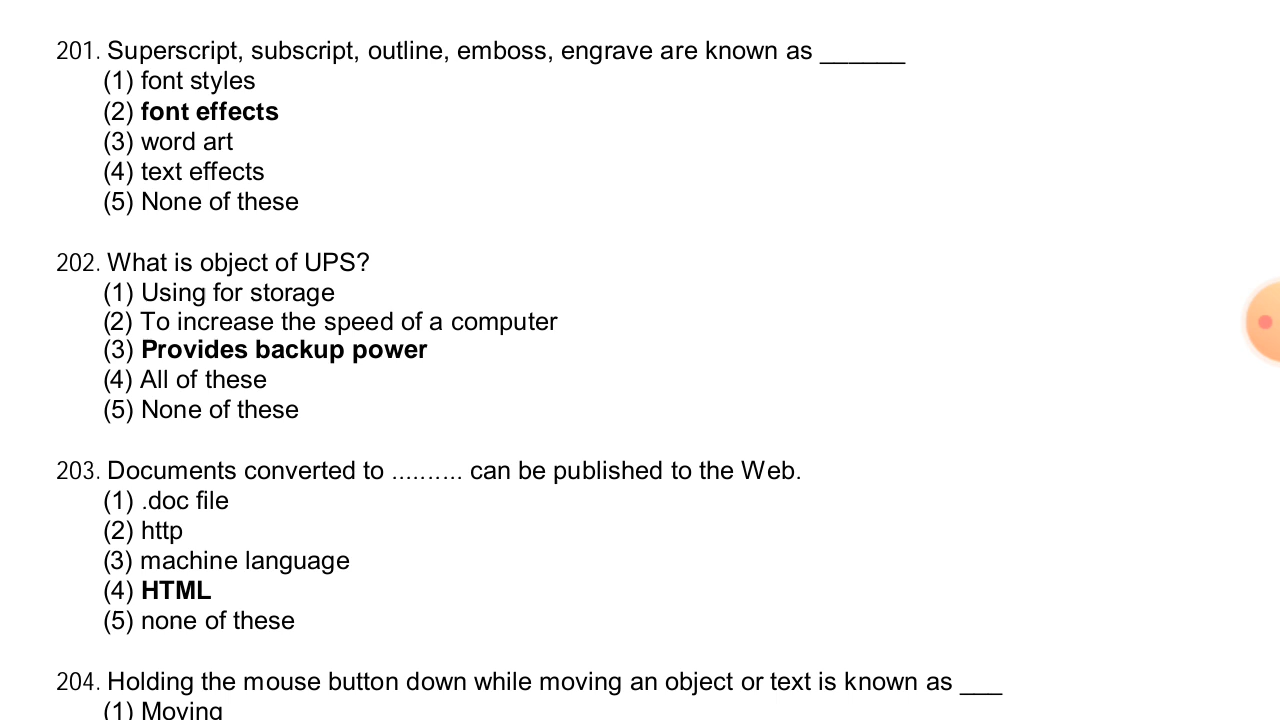 201. Superscript, subscript, outline, emboss, engrave are known as ______
(1) font styles
(2) font effects
(3) word art
(4) text effects
(5) None of these
202. What is object of UPS?
(1) Using for storage
(2) To increase the speed of a computer
(3) Provides backup power
(4) All of these
(5) None of these
203. Documents converted to .......... can be published to the Web.
(1) .doc file
(2) http
(3) machine language
(4) HTML
(5) none of these
204. Holding the mouse button down while moving an object or text is known as ___
(1) Moving